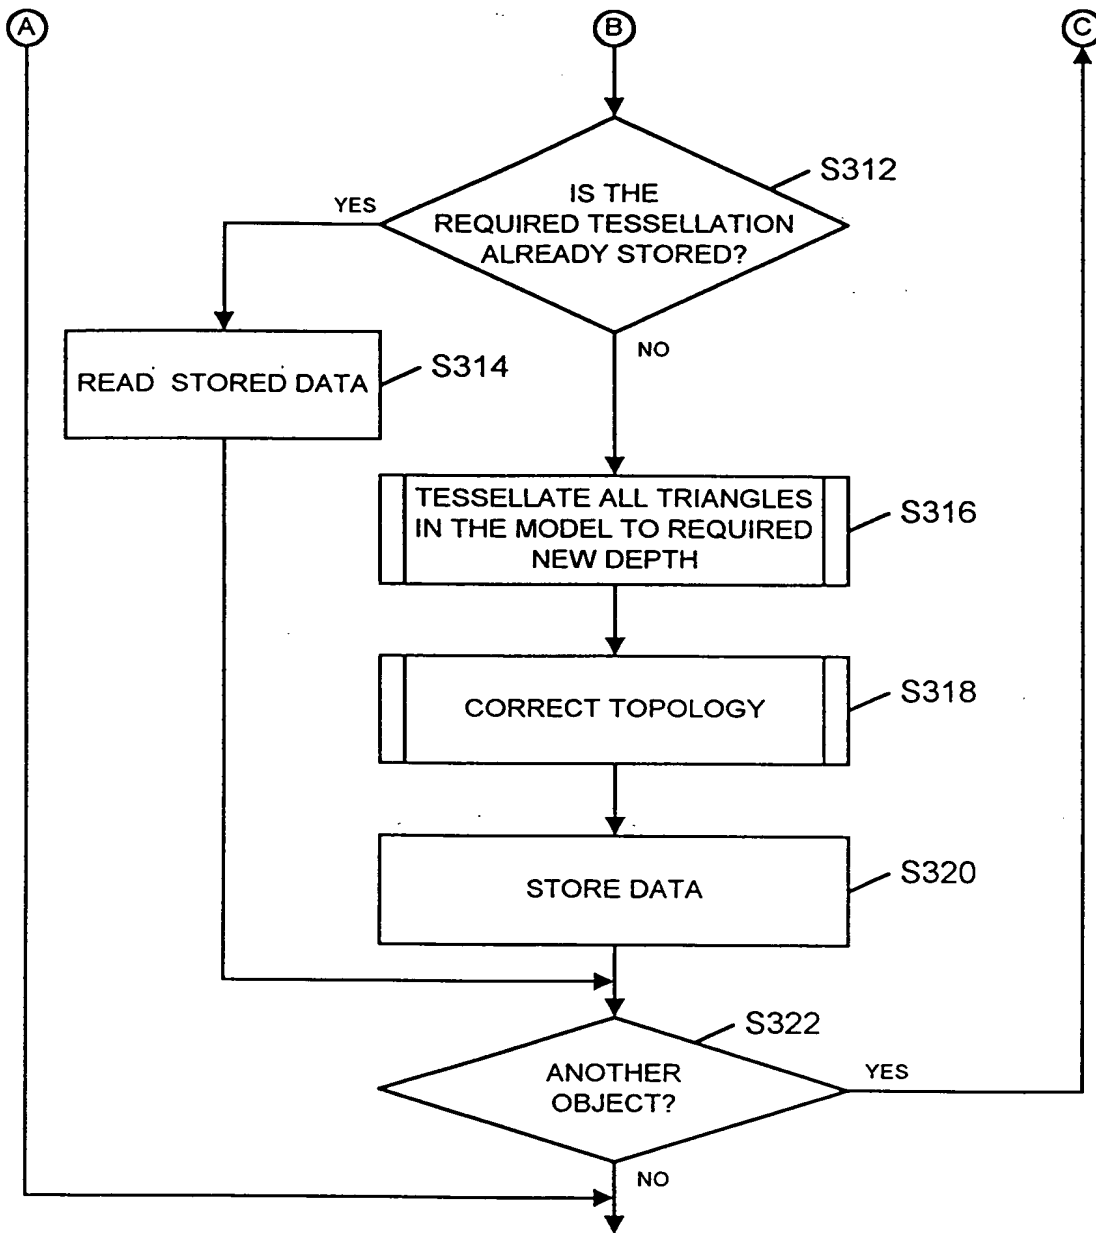 A
B
C
S312
IS THE
REQUIRED TESSELLATION
ALREADY STORED?
YES
NO
READ STORED DATA
S314
TESSELLATE ALL TRIANGLES
IN THE MODEL TO REQUIRED
NEW DEPTH
S316
CORRECT TOPOLOGY
S318
STORE DATA
S320
S322
ANOTHER
OBJECT?
YES
NO